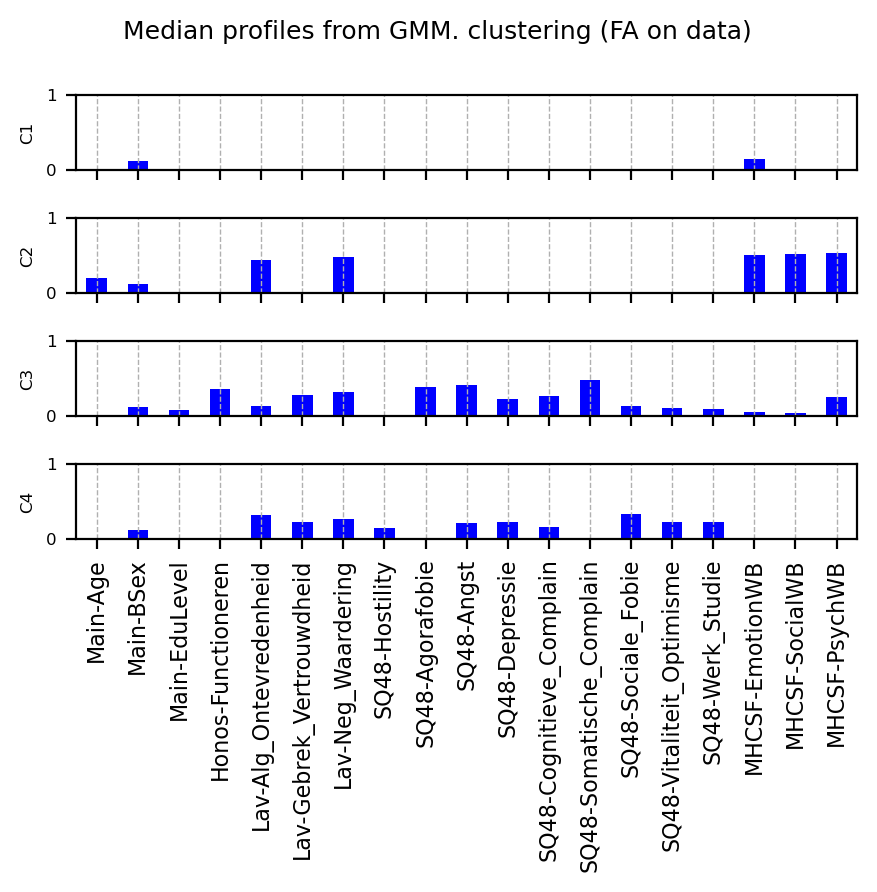 Median profiles from GMM. clustering (FA on data)
1
C1
0
1
C2
0
1
C3
0
1
C4
0
Main-Age
Main-BSex
Main-EduLevel
Honos-Functioneren
Lav-Alg_Ontevredenheid
Lav-Gebrek_Vertrouwdheid
Lav-Neg_Waardering
SQ48-Hostility
SQ48-Agorafobie
SQ48-Angst
SQ48-Depressie
SQ48-Cognitieve_Complain
SQ48-Somatische_Complain
SQ48-Sociale_Fobie
SQ48-Vitaliteit_Optimisme
SQ48-Werk_Studie
MHCSF-EmotionWB
MHCSF-SocialWB
MHCSF-PsychWB